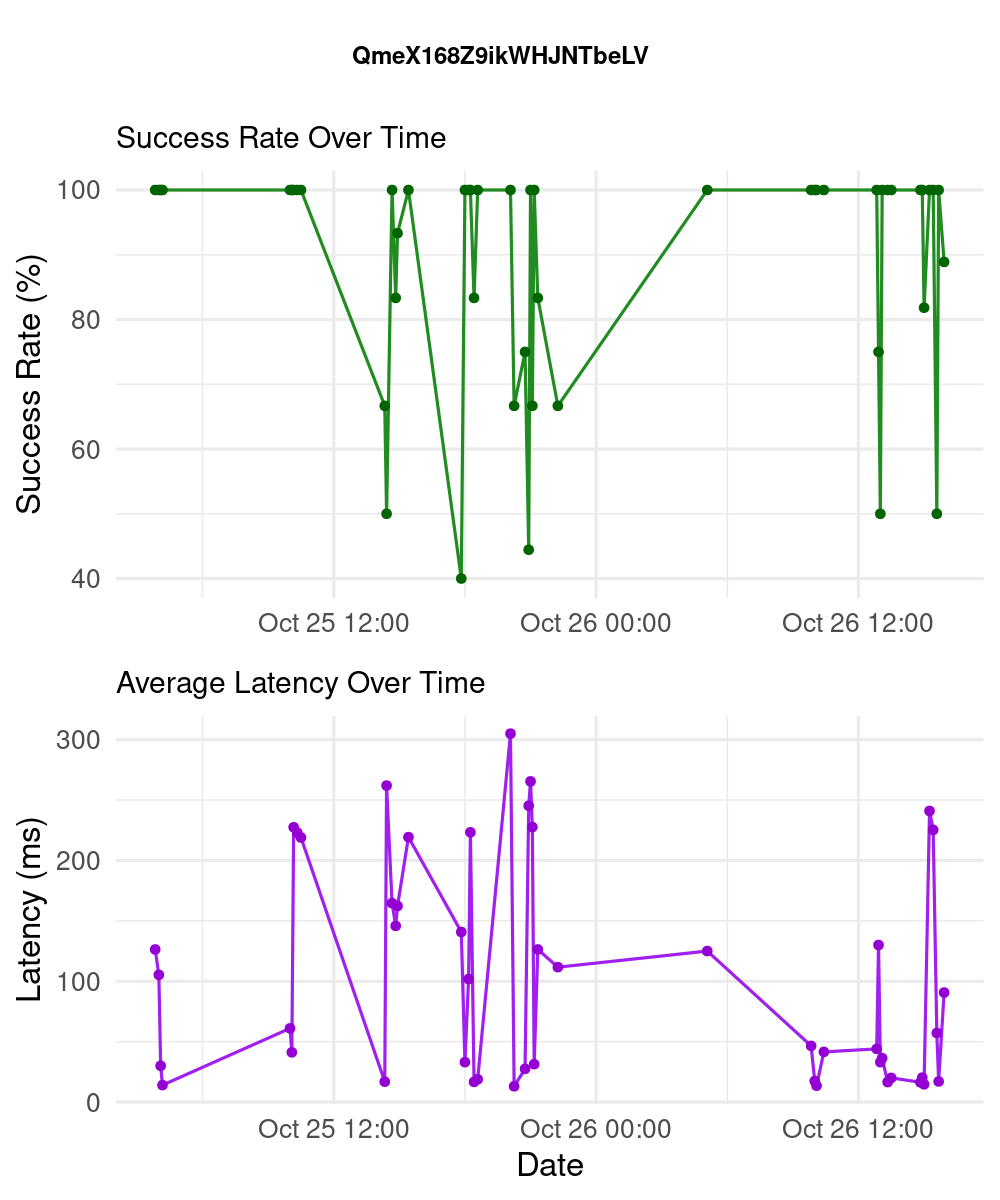 QmeX168Z9ikWHJNTbeLV
Success Rate Over Time
Success Rate (%)
100
80
60
40
Oct 25 12:00 Oct 26 00:00 Oct 26 12:00
Average Latency Over Time
Latency (ms)
300
200
100
0
Oct 25 12:00 Oct 26 00:00 Oct 26 12:00
Date